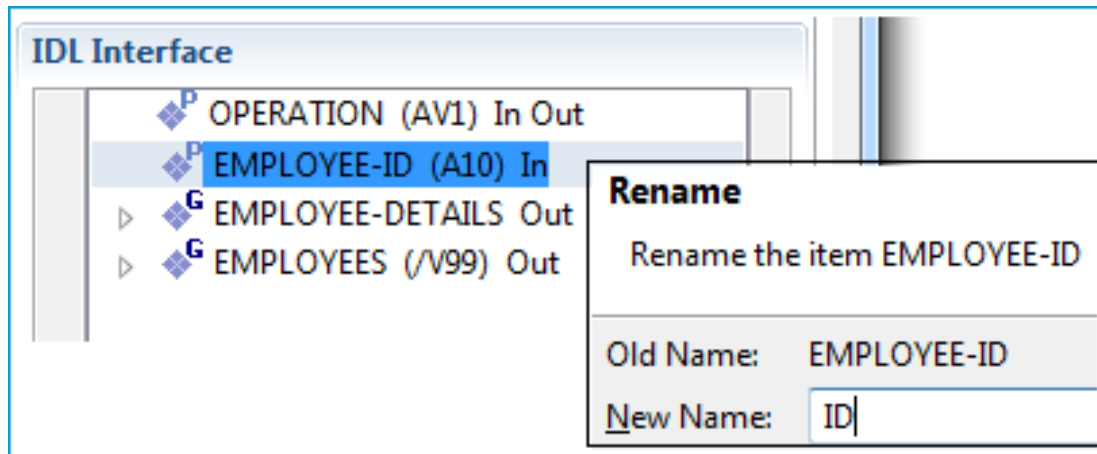 IDL Interface
P OPERATION (AV1) In Out
P EMPLOYEE-ID (A10) In
G EMPLOYEE-DETAILS Out
G EMPLOYEES (/V99) Out
Rename
Rename the item EMPLOYEE-ID
Old Name: EMPLOYEE-ID
New Name: ID